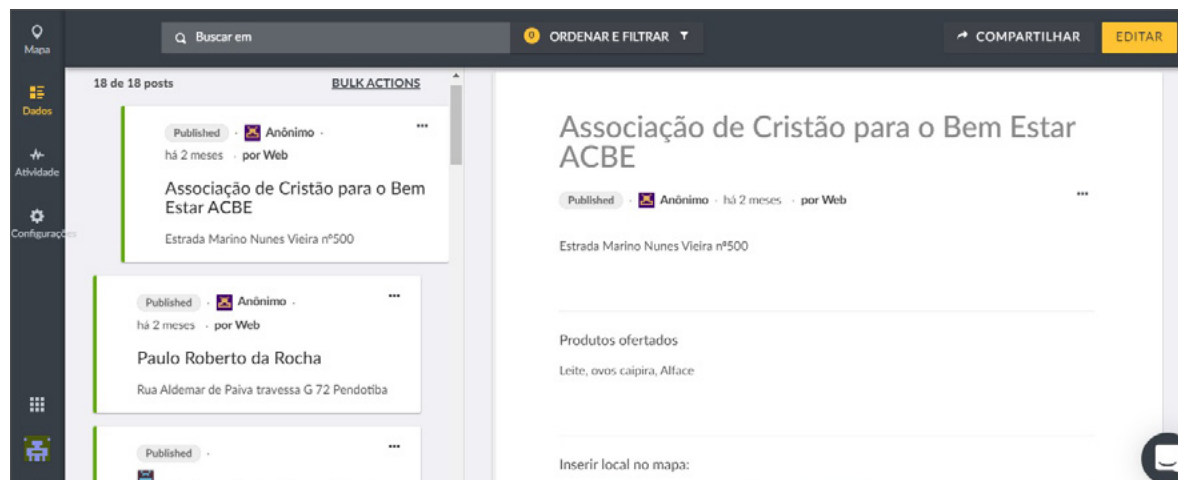 Mapa
Dados
Atividade
Configurações
Buscar em
0 ORDENAR E FILTRAR
COMPARTILHAR
EDITAR
18 de 18 posts
BULK ACTIONS
Published · Anônimo ·
há 2 meses · por Web
Associação de Cristão para o Bem
Estar ACBE
Estrada Marino Nunes Vieira nº500
Published · Anônimo ·
há 2 meses · por Web
Paulo Roberto da Rocha
Rua Aldemar de Paiva travessa G 72 Pendotiba
Published ·
Associação de Cristão para o Bem Estar
ACBE
Published · Anônimo · há 2 meses · por Web
Estrada Marino Nunes Vieira nº500
Produtos ofertados
Leite, ovos caipira, Alface
Inserir local no mapa: